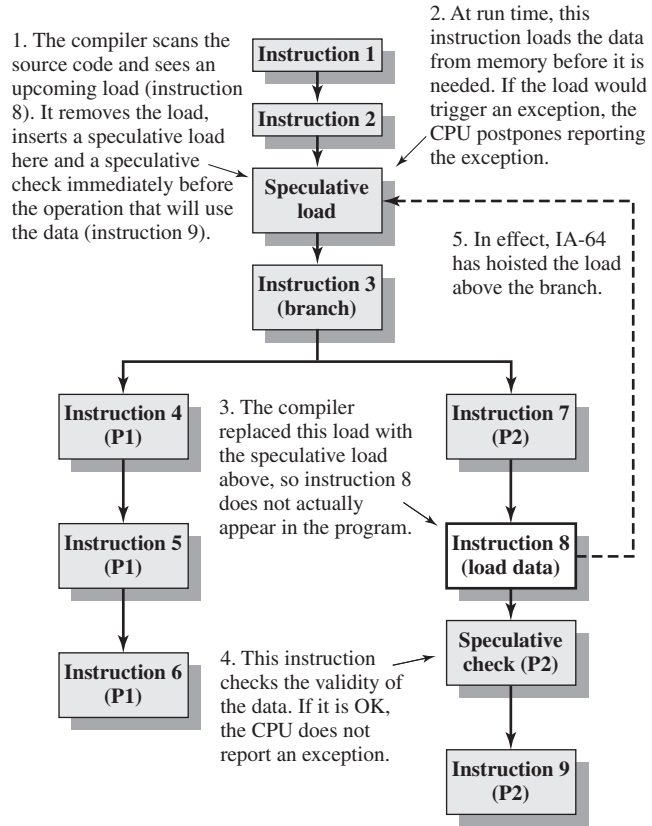 1. The compiler scans the
source code and sees an
upcoming load (instruction
8). It removes the load,
inserts a speculative load
here and a speculative
check immediately before
the operation that will use
the data (instruction 9).
Instruction 1
Instruction 2
2. At run time, this
instruction loads the data
from memory before it is
needed. If the load would
trigger an exception, the
CPU postpones reporting
the exception.
Speculative
load
5. In effect, IA-64
has hoisted the load
above the branch.
Instruction 3
(branch)
Instruction 4
(P1)
3. The compiler
replaced this load with
the speculative load
above, so instruction 8
does not actually
appear in the program.
Instruction 7
(P2)
Instruction 5
(P1)
Instruction 8
(load data)
Instruction 6
(P1)
4. This instruction
checks the validity of
the data. If it is OK,
the CPU does not
report an exception.
Speculative
check (P2)
Instruction 9
(P2)